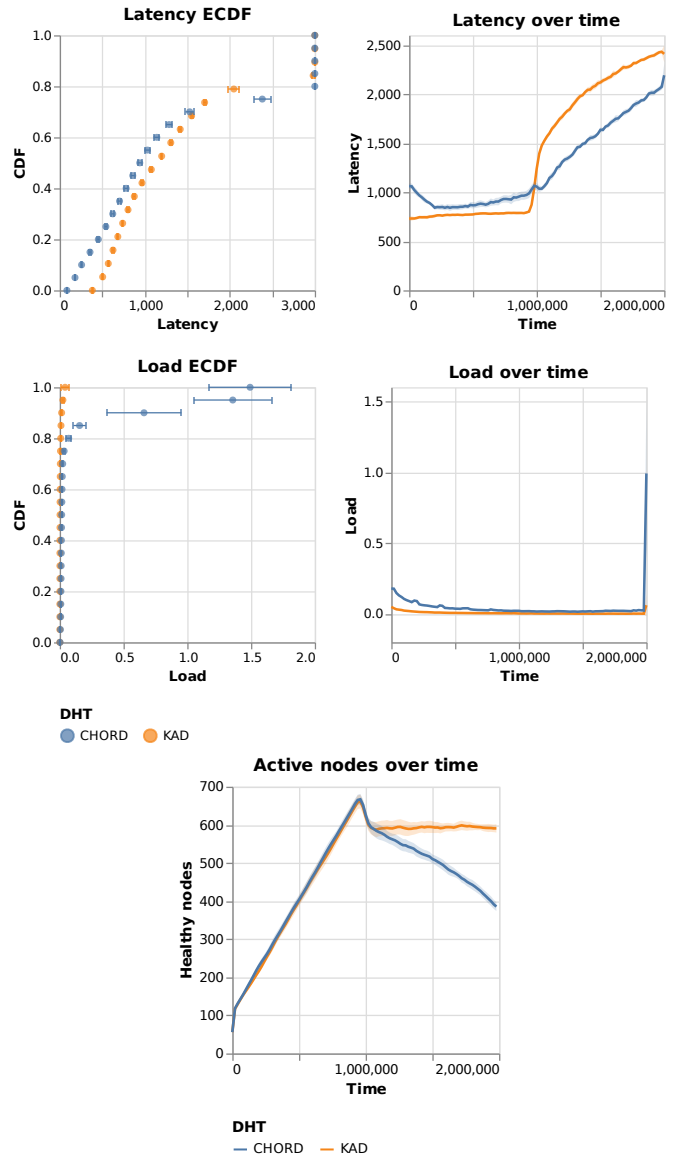 Latency ECDF
1.0
0.8
0.6
0.4
0.2
0.0
CDF
0
1,000
2,000
3,000
Latency
Latency over time
2,500
2,000
1,500
1,000
500
0
Latency
0
1,000,000
2,000,000
Time
Load ECDF
1.0
0.8
0.6
0.4
0.2
0.0
CDF
0.0
0.5
1.0
1.5
2.0
Load
Load over time
1.5
1.0
0.5
0.0
Load
0
1,000,000
2,000,000
Time
DHT
CHORD KAD
Active nodes over time
700
600
500
400
300
200
100
0
Healthy nodes
0
1,000,000
2,000,000
Time
DHT
CHORD KAD